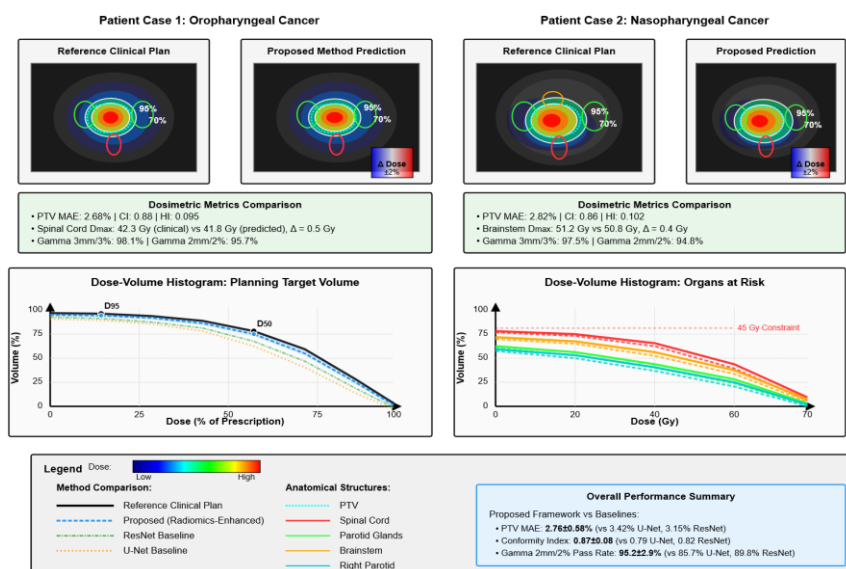 Patient Case 1: Oropharyngeal Cancer
Reference Clinical Plan
95%
70%
Proposed Method Prediction
95%
70%
Δ Dose
±2%
Dosimetric Metrics Comparison
• PTV MAE: 2.68% | CI: 0.88 | HI: 0.095
• Spinal Cord Dmax: 42.3 Gy (clinical) vs 41.8 Gy (predicted), Δ = 0.5 Gy
• Gamma 3mm/3%: 98.1% | Gamma 2mm/2%: 95.7%
Patient Case 2: Nasopharyngeal Cancer
Reference Clinical Plan
95%
70%
Proposed Prediction
95%
70%
Δ Dose
±2%
Dosimetric Metrics Comparison
• PTV MAE: 2.82% | CI: 0.86 | HI: 0.102
• Brainstem Dmax: 51.2 Gy vs 50.8 Gy, Δ = 0.4 Gy
• Gamma 3mm/3%: 97.5% | Gamma 2mm/2%: 94.8%
Dose-Volume Histogram: Planning Target Volume
Volume (%)
100
75
50
25
0
D95
D50
0
25
50
75
100
Dose (% of Prescription)
Dose-Volume Histogram: Organs at Risk
Volume (%)
100
75
50
25
0
45 Gy Constraint
0
20
40
60
70
Dose (Gy)
Legend
Dose:
Low
High
Method Comparison:
Reference Clinical Plan
Proposed (Radiomics-Enhanced)
ResNet Baseline
U-Net Baseline
Anatomical Structures:
PTV
Spinal Cord
Parotid Glands
Brainstem
Right Parotid
Overall Performance Summary
Proposed Framework vs Baselines:
• PTV MAE: 2.76±0.58% (vs 3.42% U-Net, 3.15% ResNet)
• Conformity Index: 0.87±0.08 (vs 0.79 U-Net, 0.82 ResNet)
• Gamma 2mm/2% Pass Rate: 95.2±2.9% (vs 85.7% U-Net, 89.8% ResNet)